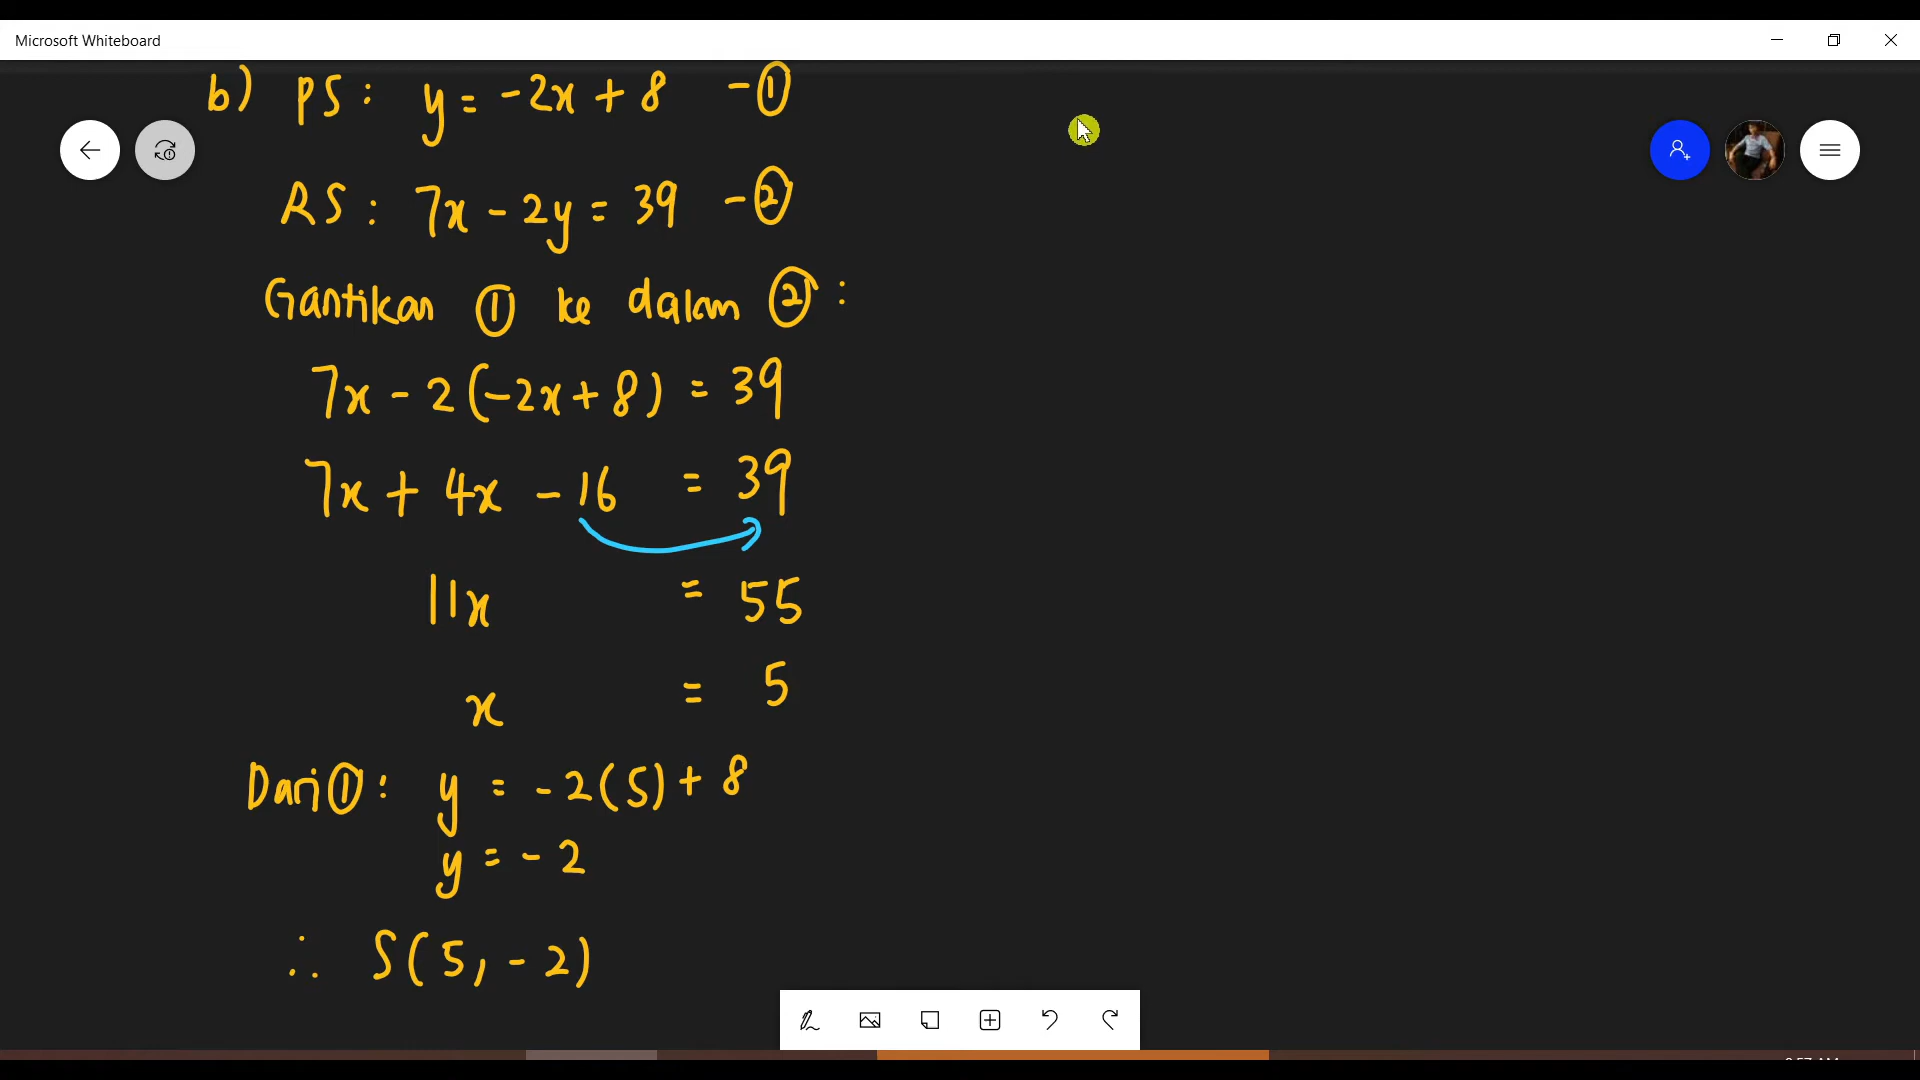 Microsoft Whiteboard
b) PS: y = -2x + 8 - ①
RS: 7x - 2y = 39 - ②
Gantikan ① ke dalam ② :
7x - 2(-2x + 8) = 39
7x + 4x - 16 = 39
11x = 55
x = 5
Dari ① : y = -2(5) + 8
y = -2
∴ S(5, -2)